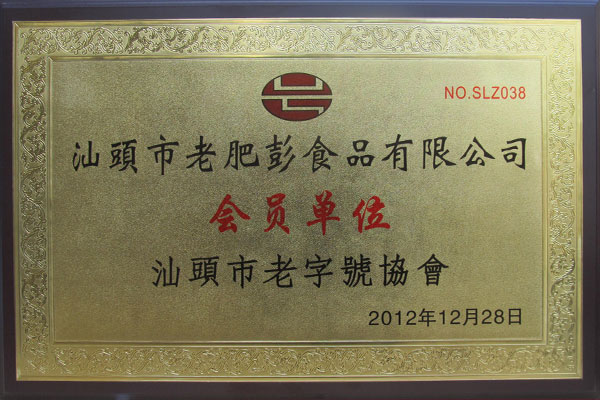 NO.SLZ038
汕頭市老肥彭食品有限公司
会员单位
汕頭市老字號協會
2012年12月28日